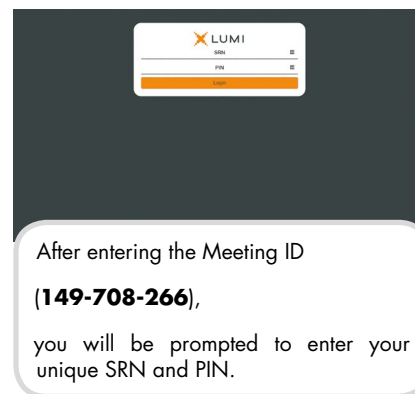 LUMI
SRN
PIN
Login
After entering the Meeting ID
(149-708-266),
you will be prompted to enter your
unique SRN and PIN.